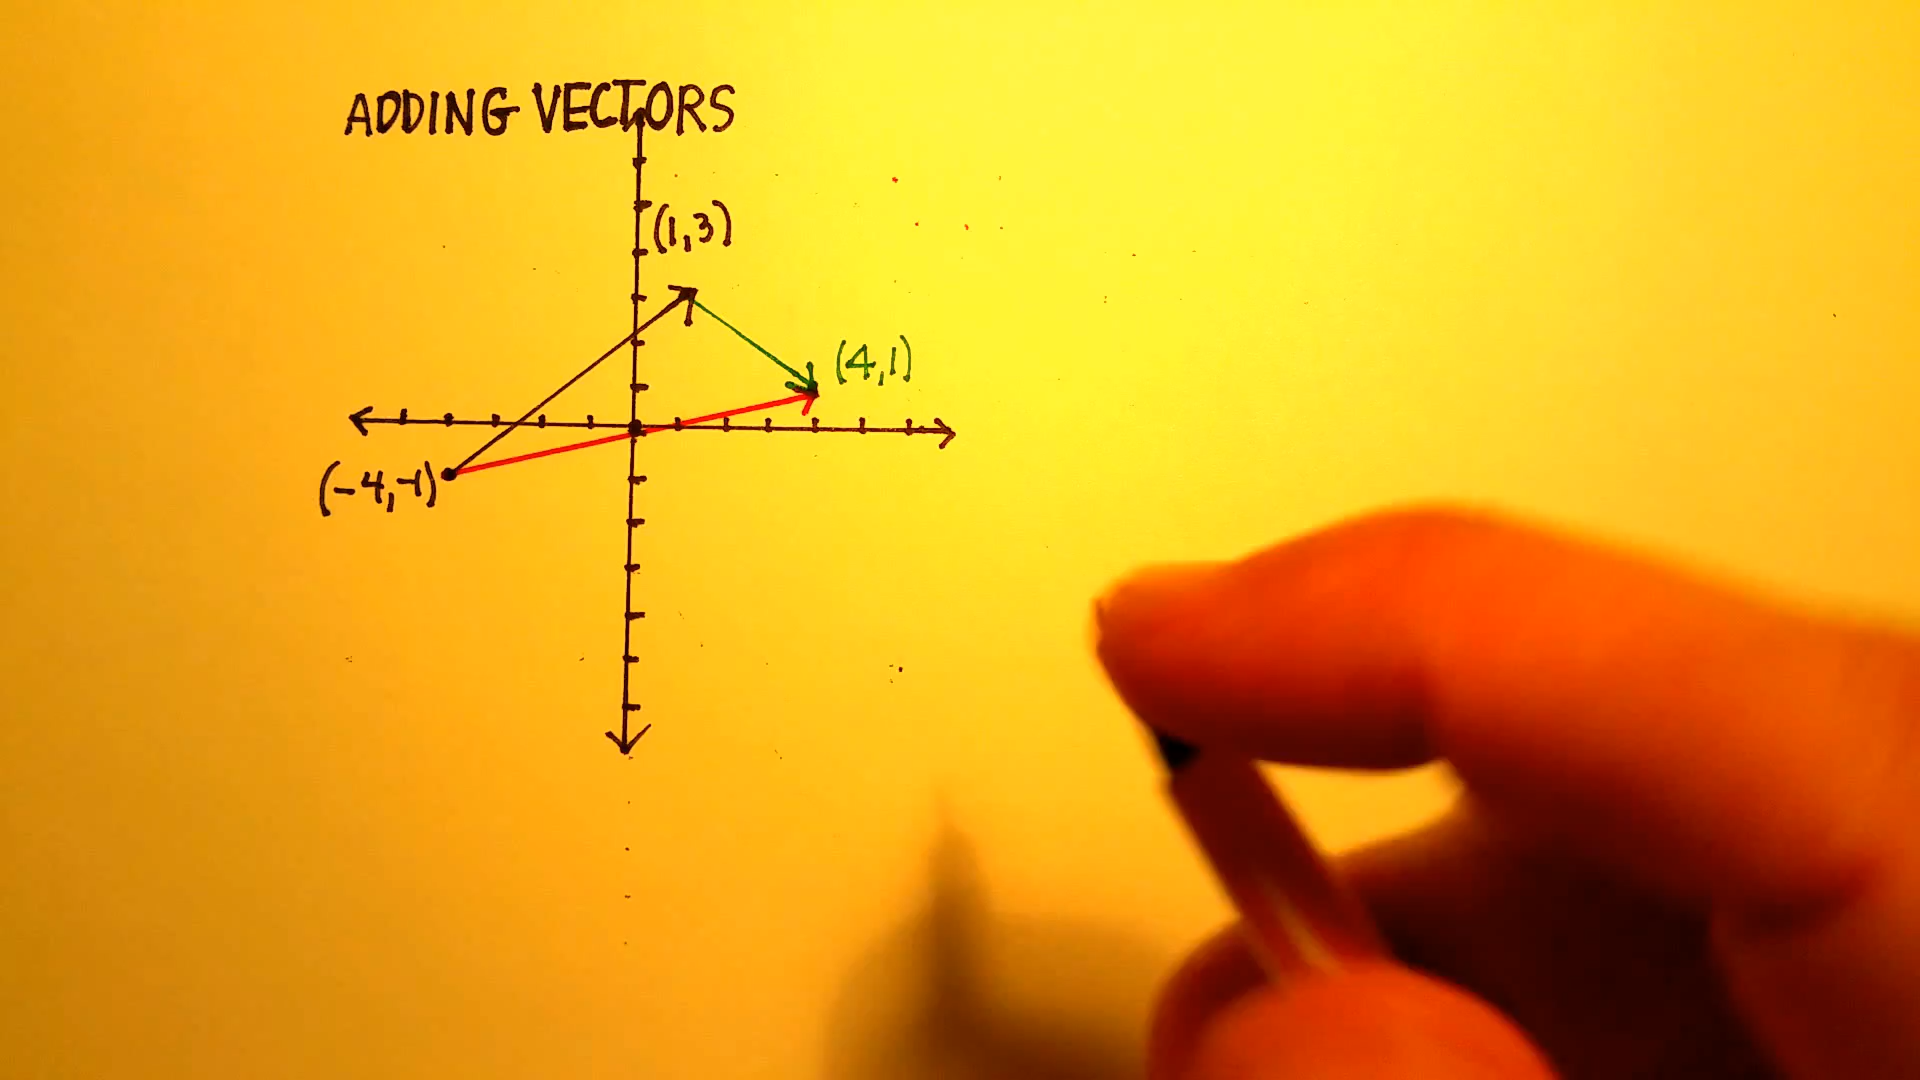 ADDING VECTORS
(1,3)
(4,1)
(-4,-1)